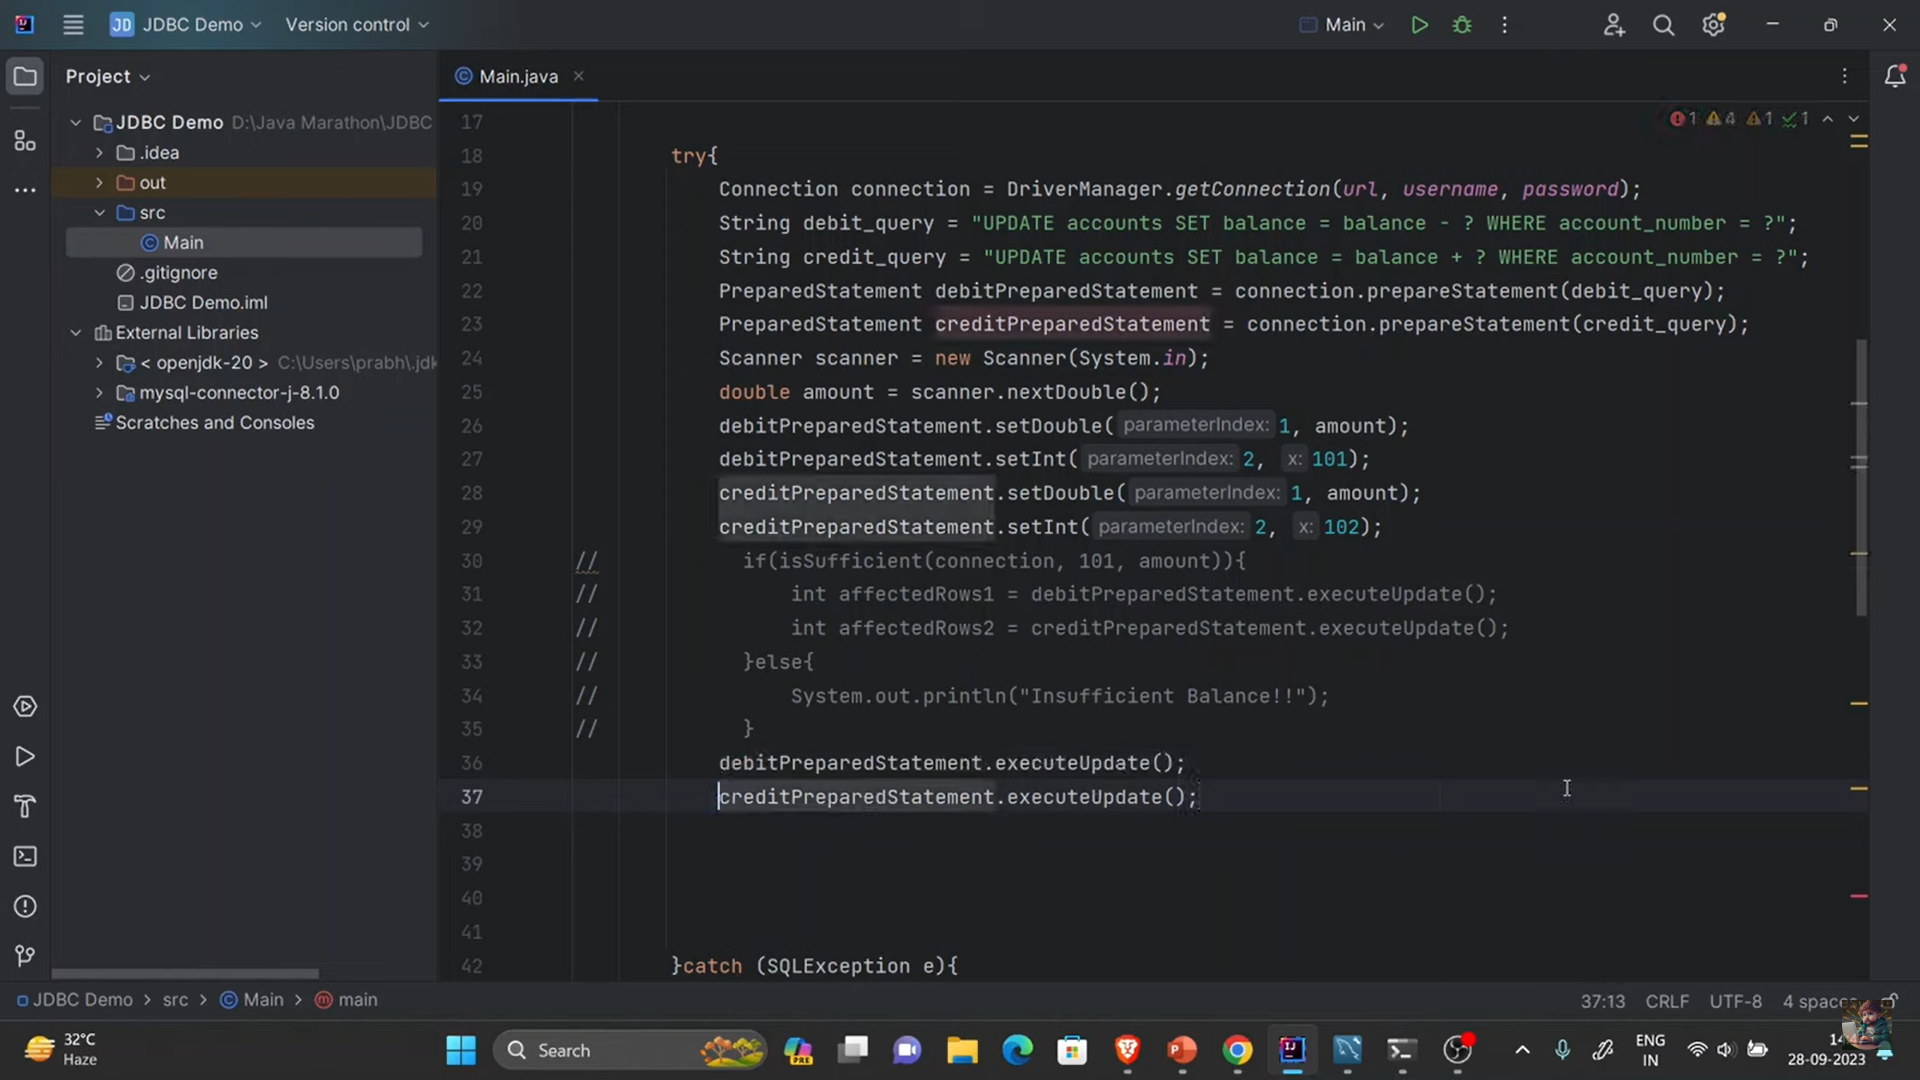 JD JDBC Demo Version control Main
Project
Main.java
JDBC Demo D:\Java Marathon\JDBC
.idea
out
src
Main
.gitignore
JDBC Demo.iml
External Libraries
< openjdk-20 > C:\Users\prabh\.jdk
mysql-connector-j-8.1.0
Scratches and Consoles
1 4 1 1
17
18 try{
19 Connection connection = DriverManager.getConnection(url, username, password);
20 String debit_query = "UPDATE accounts SET balance = balance - ? WHERE account_number = ?";
21 String credit_query = "UPDATE accounts SET balance = balance + ? WHERE account_number = ?";
22 PreparedStatement debitPreparedStatement = connection.prepareStatement(debit_query);
23 PreparedStatement creditPreparedStatement = connection.prepareStatement(credit_query);
24 Scanner scanner = new Scanner(System.in);
25 double amount = scanner.nextDouble();
26 debitPreparedStatement.setDouble( parameterIndex: 1, amount);
27 debitPreparedStatement.setInt( parameterIndex: 2, x: 101);
28 creditPreparedStatement.setDouble( parameterIndex: 1, amount);
29 creditPreparedStatement.setInt( parameterIndex: 2, x: 102);
30 // if(isSufficient(connection, 101, amount)){
31 // int affectedRows1 = debitPreparedStatement.executeUpdate();
32 // int affectedRows2 = creditPreparedStatement.executeUpdate();
33 // }else{
34 // System.out.println("Insufficient Balance!!");
35 // }
36 debitPreparedStatement.executeUpdate();
37 creditPreparedStatement.executeUpdate();
38
39
40
41
42 }catch (SQLException e){
JDBC Demo > src > Main > main 37:13 CRLF UTF-8 4 spaces
32°C
Haze
Search
PRE
ENG
IN
28-09-2023